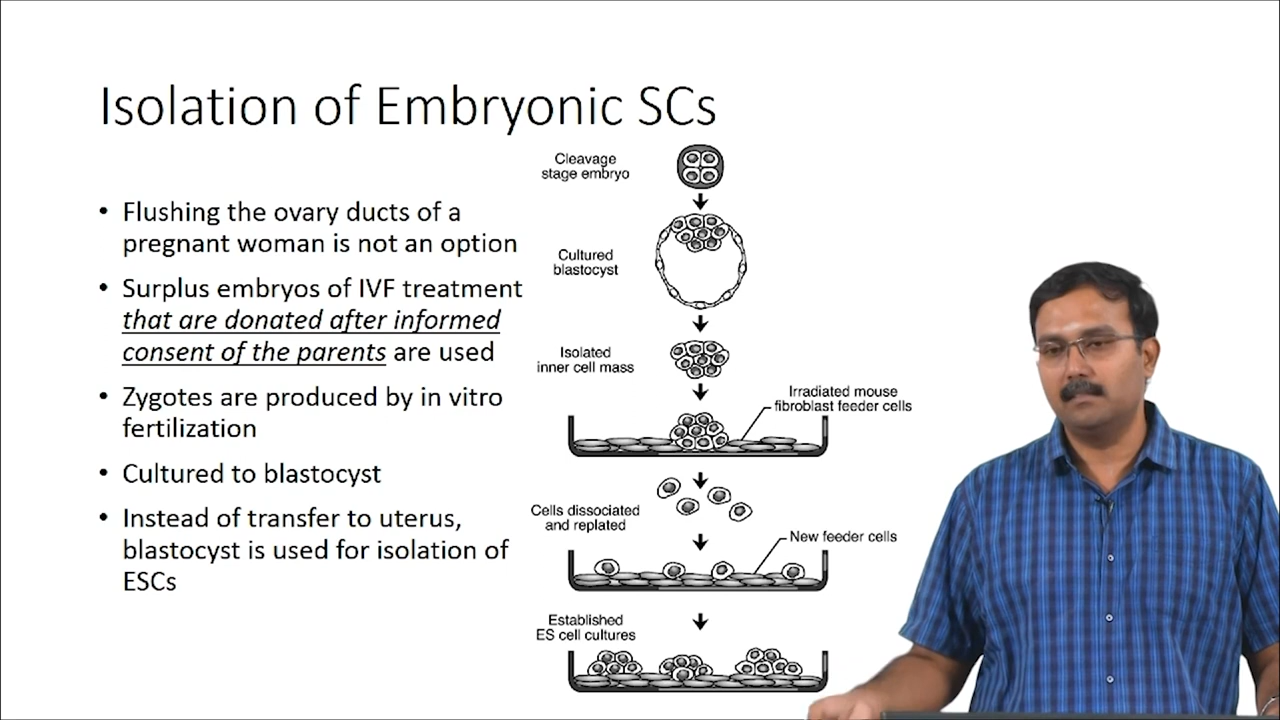 Isolation of Embryonic SCs
• Flushing the ovary ducts of a
pregnant woman is not an option
• Surplus embryos of IVF treatment
that are donated after informed
consent of the parents are used
• Zygotes are produced by in vitro
fertilization
• Cultured to blastocyst
• Instead of transfer to uterus,
blastocyst is used for isolation of
ESCs
Cleavage
stage embryo
Cultured
blastocyst
Isolated
inner cell mass
Irradiated mouse
fibroblast feeder cells
Cells dissociated
and replated
New feeder cells
Established
ES cell cultures